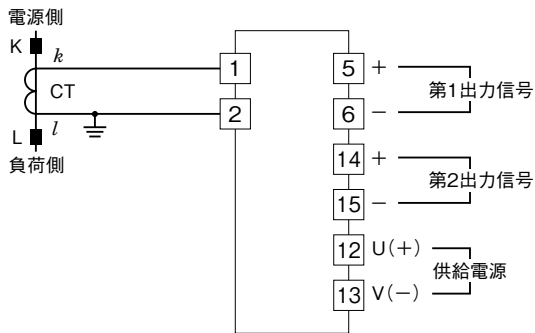 電源側
K
k
CT
l
L
負荷側
1
2
5 +
第1出力信号
6 −
14 +
第2出力信号
15 −
12 U(+)
供給電源
13 V(−)